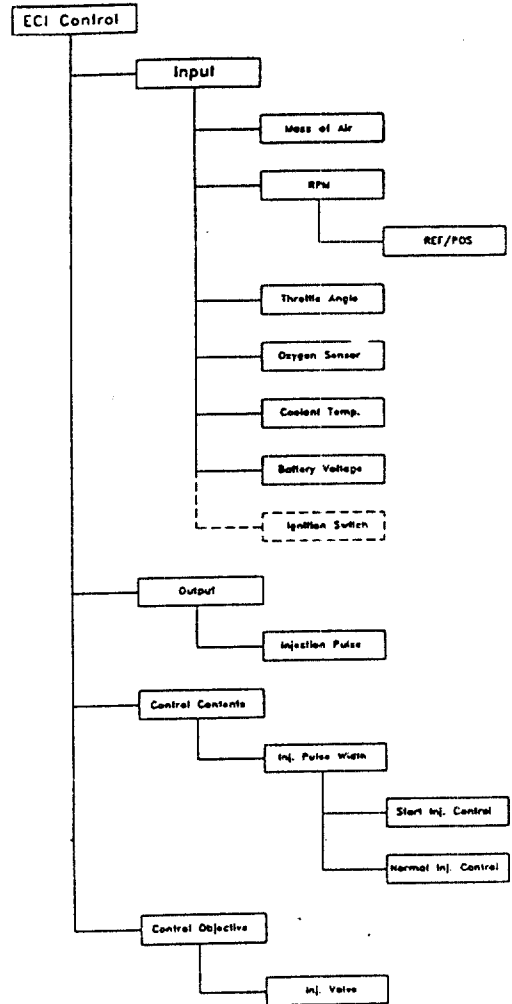 ECI Control
Input
Mass of Air
RPM
REF/POS
Throttle Angle
Oxygen Sensor
Coolant Temp.
Battery Voltage
Ignition Switch
Output
Injection Pulse
Control Contents
Inj. Pulse Width
Start Inj. Control
Normal Inj. Control
Control Objective
Inj. Valve